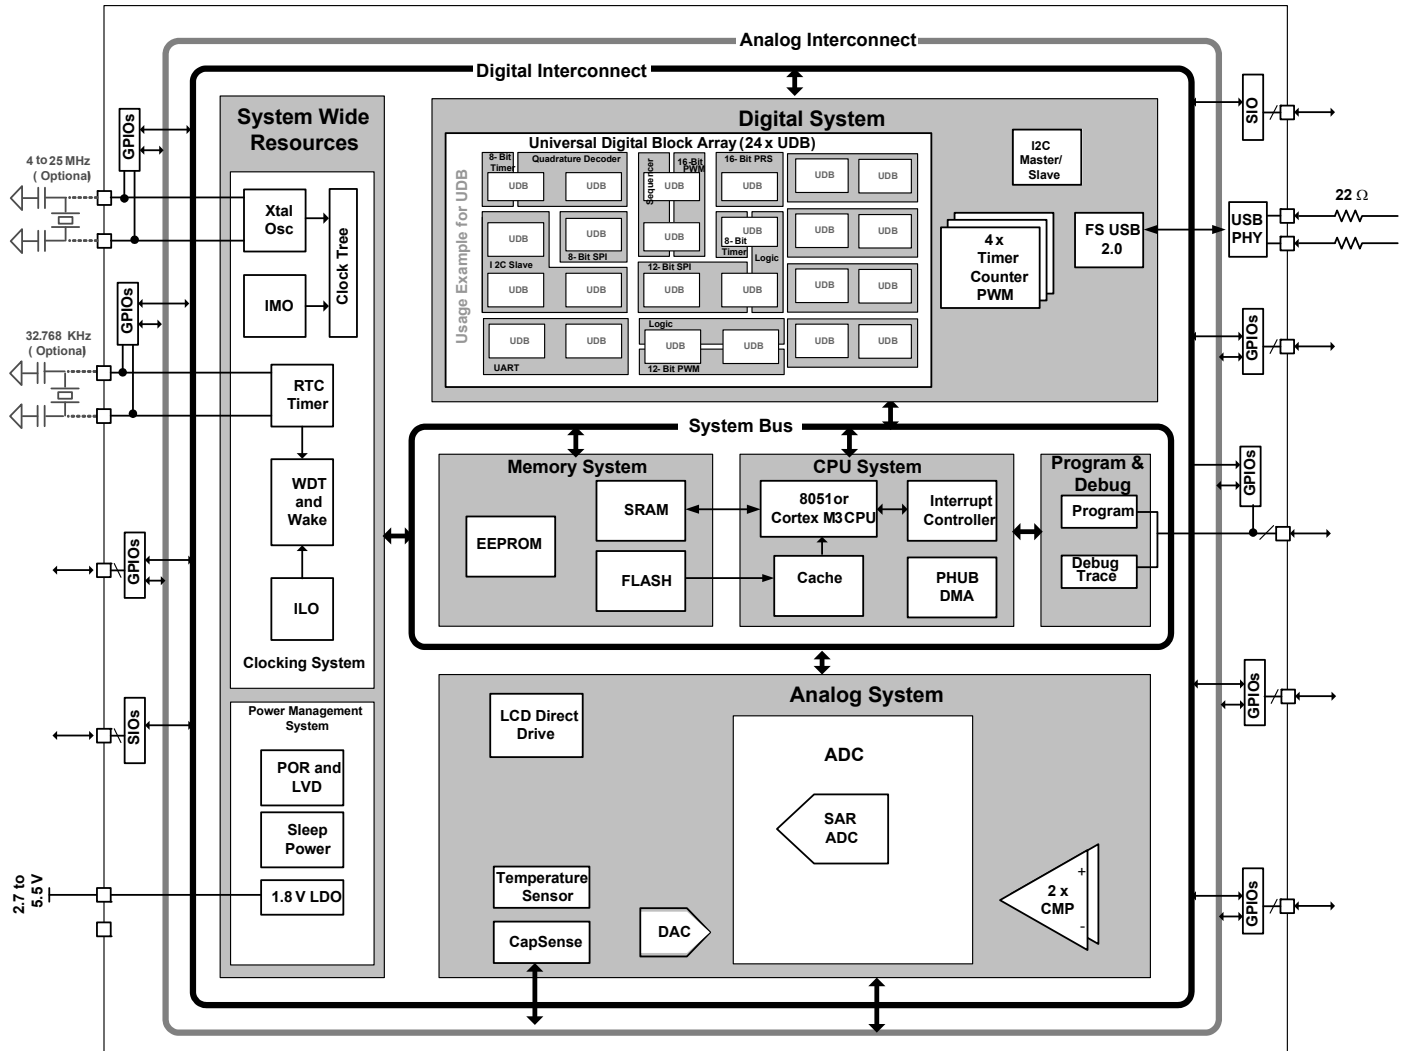 Analog Interconnect
Digital Interconnect
System Wide
Resources
Xtal
Osc
Clock Tree
IMO
RTC
Timer
WDT
and
Wake
ILO
Clocking System
Power Management
System
POR and
LVD
Sleep
Power
1.8 V LDO
GPIOs
4 to 25 MHz
( Optional)
GPIOs
32.768 KHz
( Optional)
GPIOs
SIOs
2.7 to
5.5 V
Digital System
Universal Digital Block Array (24 x UDB)
Usage Example for UDB
8- Bit
Timer
Quadrature Decoder
Sequencer
16-Bit
PWM
16- Bit PRS
UDB
UDB
UDB
UDB
UDB
UDB
UDB
UDB
UDB
UDB
8- Bit
Timer
Logic
UDB
UDB
I 2C Slave
8- Bit SPI
12- Bit SPI
UDB
UDB
UDB
UDB
UDB
UDB
Logic
UDB
UDB
UDB
UDB
UDB
UDB
UART
12- Bit PWM
I2C
Master/
Slave
4 x
Timer
Counter
PWM
FS USB
2.0
System Bus
Memory System
EEPROM
SRAM
FLASH
CPU System
8051 or
Cortex M3 CPU
Interrupt
Controller
Cache
PHUB
DMA
Program &
Debug
Program
Debug
Trace
Analog System
LCD Direct
Drive
ADC
SAR
ADC
Temperature
Sensor
CapSense
DAC
2 x
CMP
+
-
SIO
22 Ω
USB
PHY
GPIOs
GPIOs
GPIOs
GPIOs